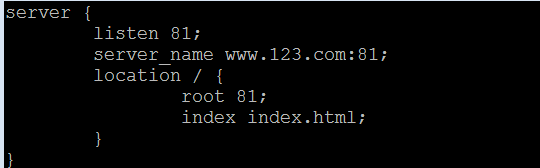 server {
        listen 81;
        server_name www.123.com:81;
        location / {
                root 81;
                index index.html;
        }
}